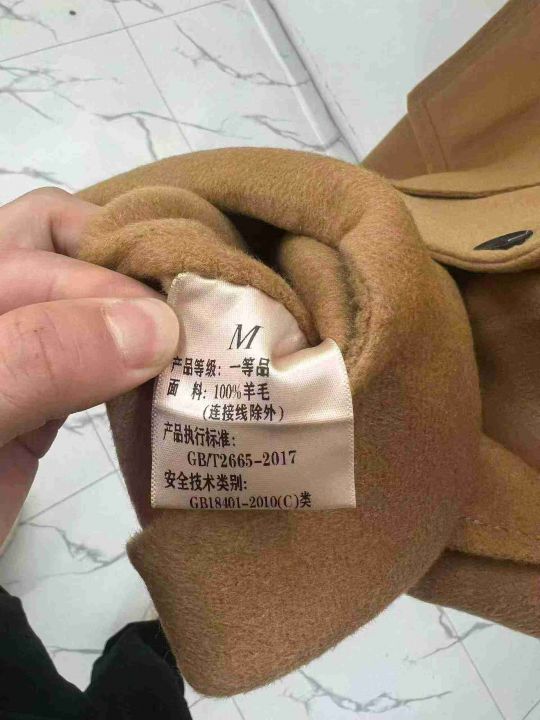 M
产品等级: 一等品
面 料: 100%羊毛
(连接线除外)
产品执行标准:
GB/T2665-2017
安全技术类别:
GB18401-2010(C)类